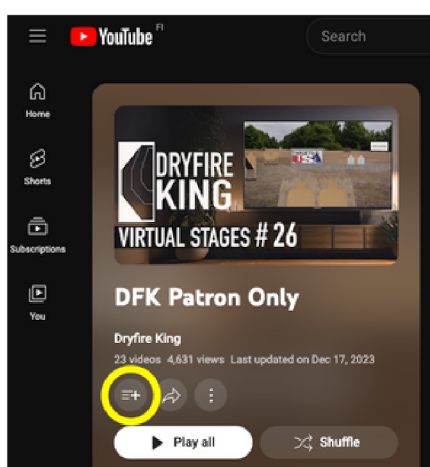 YouTube FI
Search
Home
Shorts
Subscriptions
You
DRYFIRE
KING
VIRTUAL STAGES # 26
DFK Patron Only
Dryfire King
23 videos 4,631 views Last updated on Dec 17, 2023
Play all
Shuffle